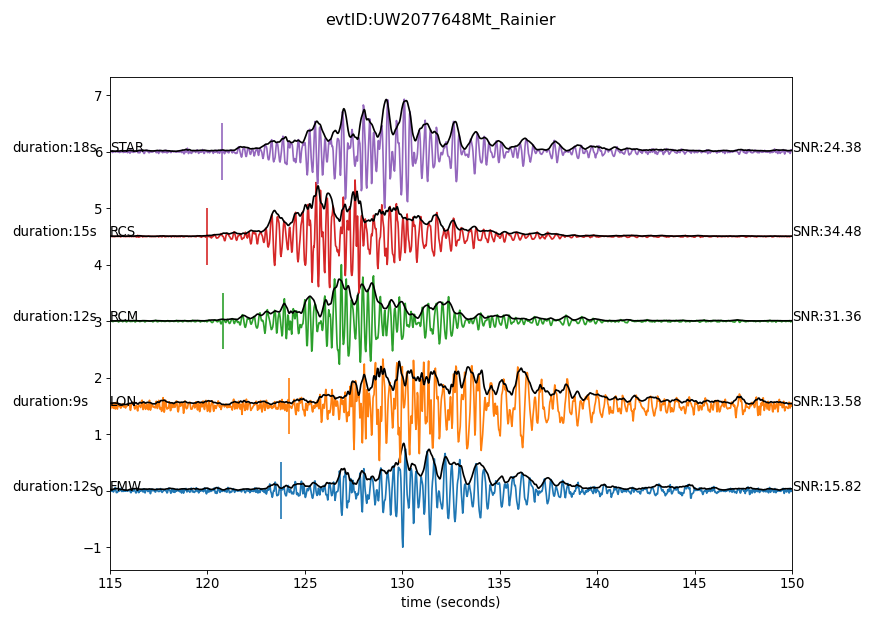 evtID:UW2077648Mt_Rainier
7
duration:18s STAR 6 SNR:24.38
5
duration:15s RCS SNR:34.48
4
duration:12s RCM 3 SNR:31.36
2
duration:9s LON SNR:13.58
1
duration:12s FMW 0 SNR:15.82
−1
115 120 125 130 135 140 145 150
time (seconds)